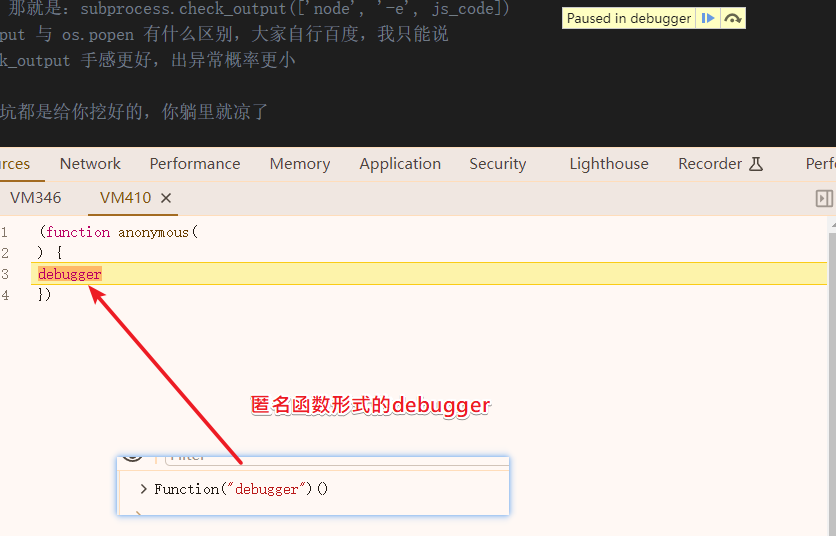 那就是: subprocess.check_output(['node', '-e', js_code])
Paused in debugger
put 与 os.popen 有什么区别，大家自行百度，我只能说
k_output 手感更好，出异常概率更小
坑都是给你挖好的，你躺里就凉了
urces Network Performance Memory Application Security Lighthouse Recorder Perf
VM346 VM410
1 (function anonymous(
2 ) {
3 debugger
4 })
匿名函数形式的debugger
Filter
> Function("debugger")()